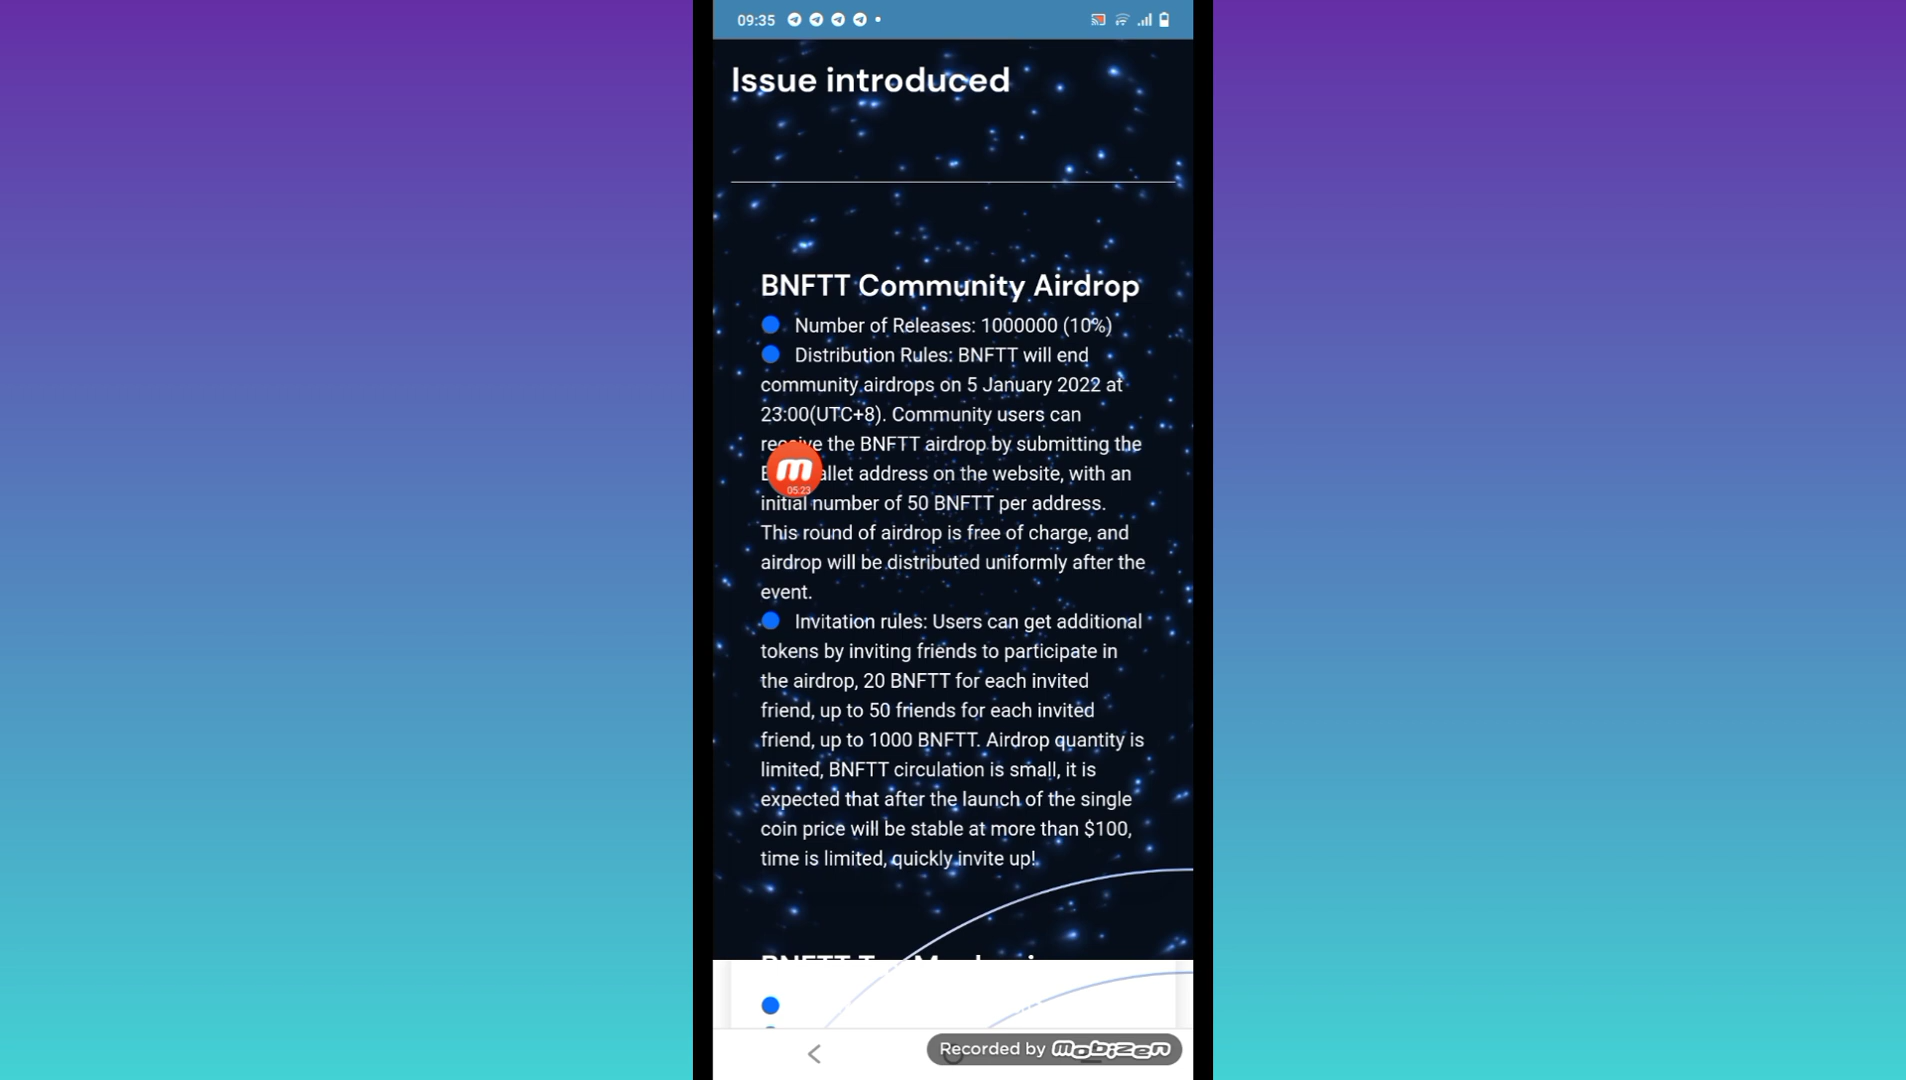 09:35
Issue introduced
BNFTT Community Airdrop
Number of Releases: 1000000 (10%)
Distribution Rules: BNFTT will end
community airdrops on 5 January 2022 at
23:00(UTC+8). Community users can
receive the BNFTT airdrop by submitting the
address on the website, with an
initial number of 50 BNFTT per address.
This round of airdrop is free of charge, and
airdrop will be distributed uniformly after the
event.
Invitation rules: Users can get additional
tokens by inviting friends to participate in
the airdrop, 20 BNFTT for each invited
friend, up to 50 friends for each invited
friend, up to 1000 BNFTT. Airdrop quantity is
limited, BNFTT circulation is small, it is
expected that after the launch of the single
coin price will be stable at more than $100,
time is limited, quickly invite up!
m
05:23
BNFTT
Recorded by mobizen